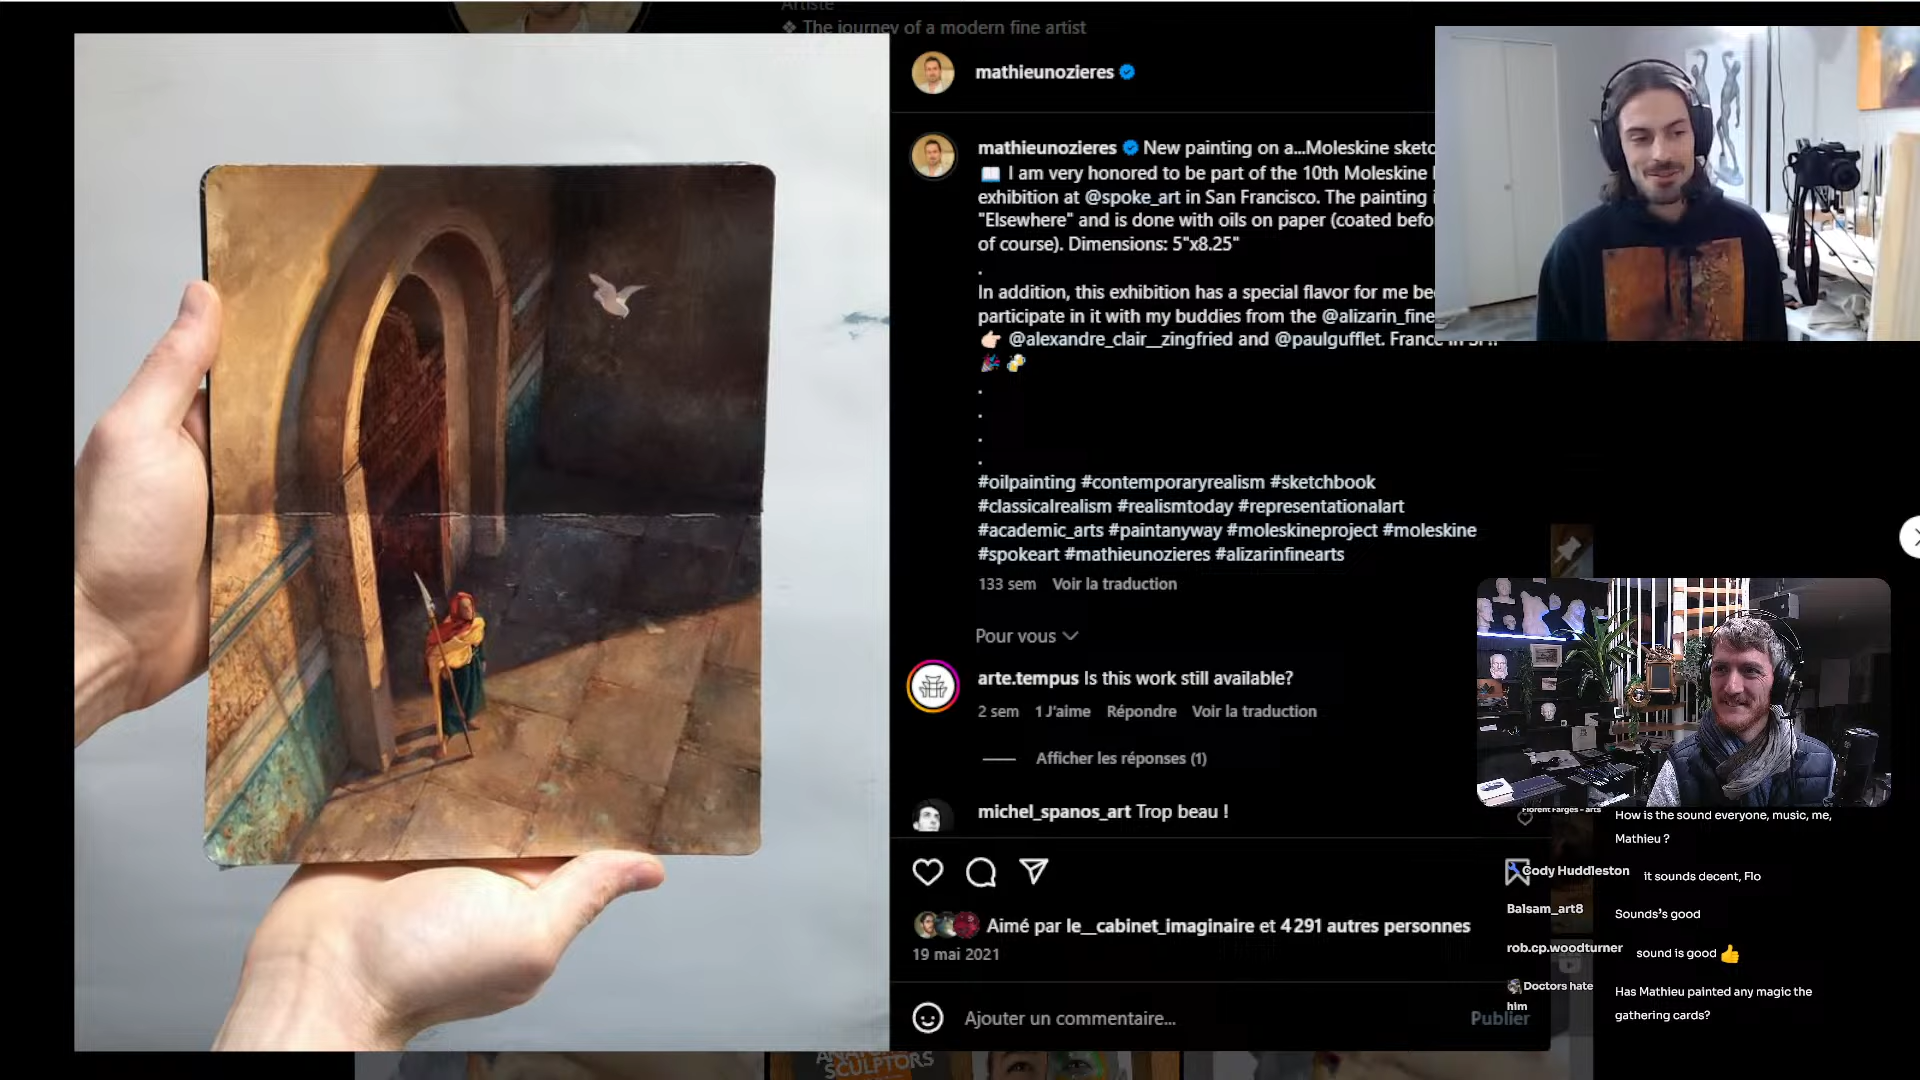 Artiste
❖ The journey of a modern fine artist
mathieunozieres
mathieunozieres New painting on a...Moleskine sketc
📖 I am very honored to be part of the 10th Moleskine
exhibition at @spoke_art in San Francisco. The painting i
"Elsewhere" and is done with oils on paper (coated befo
of course). Dimensions: 5"x8.25"
.
In addition, this exhibition has a special flavor for me be
participate in it with my buddies from the @alizarin_fine
👉🏻 @alexandre_clair__zingfried and @paulgufflet. France in SF!!
.
.
.
.
#oilpainting #contemporaryrealism #sketchbook
#classicalrealism #realismtoday #representationalart
#academic_arts #paintanyway #moleskineproject #moleskine
#spokeart #mathieunozieres #alizarinfinearts
133 sem Voir la traduction
Pour vous
arte.tempus Is this work still available?
2 sem 1 J'aime Répondre Voir la traduction
Afficher les réponses (1)
michel_spanos_art Trop beau !
Aimé par le__cabinet_imaginaire et 4 291 autres personnes
19 mai 2021
Ajouter un commentaire...
Publier
Florent Farges - arts
How is the sound everyone, music, me,
Mathieu ?
Cody Huddleston it sounds decent, Flo
Balsam_art8 Sounds's good
rob.cp.woodturner sound is good 👍
Doctors hate him
Has Mathieu painted any magic the
gathering cards?
SCULPTORS